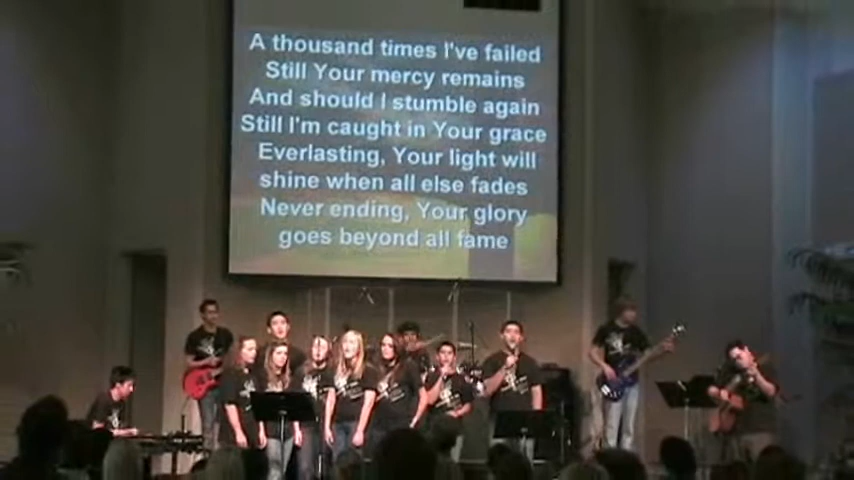 A thousand times I've failed
Still Your mercy remains
And should I stumble again
Still I'm caught in Your grace
Everlasting, Your light will
shine when all else fades
Never ending, Your glory
goes beyond all fame